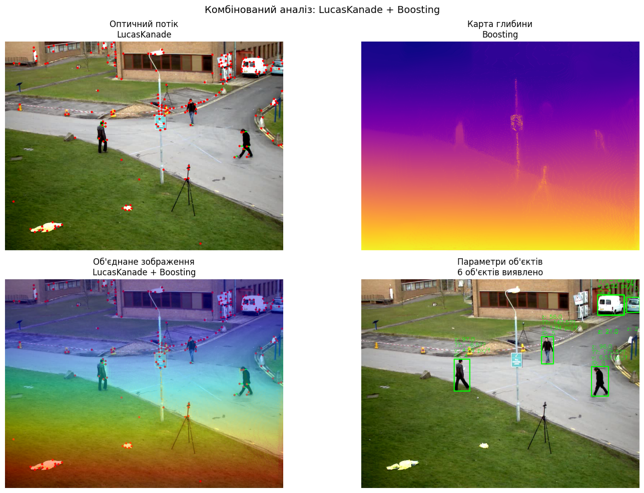 Комбінований аналіз: LucasKanade + Boosting
Оптичний потік
LucasKanade
Карта глибини
Boosting
Об'єднане зображення
LucasKanade + Boosting
Параметри об'єктів
6 об'єктів виявлено